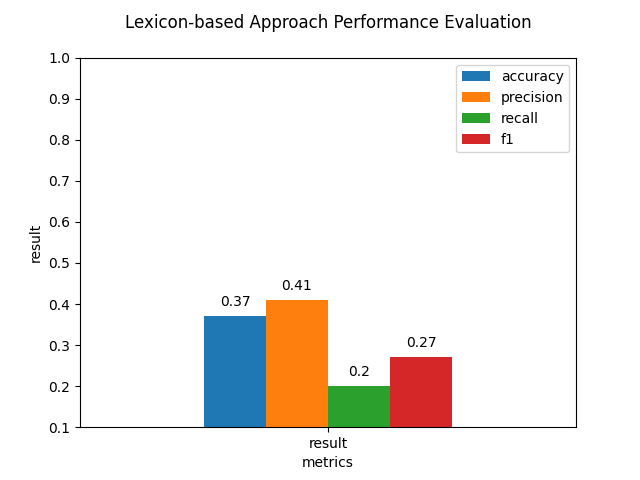 Lexicon-based Approach Performance Evaluation
1.0
0.9
0.8
0.7
0.6
0.5
0.4
0.3
0.2
0.1
result
accuracy
precision
recall
f1
0.37
0.41
0.2
0.27
result
metrics